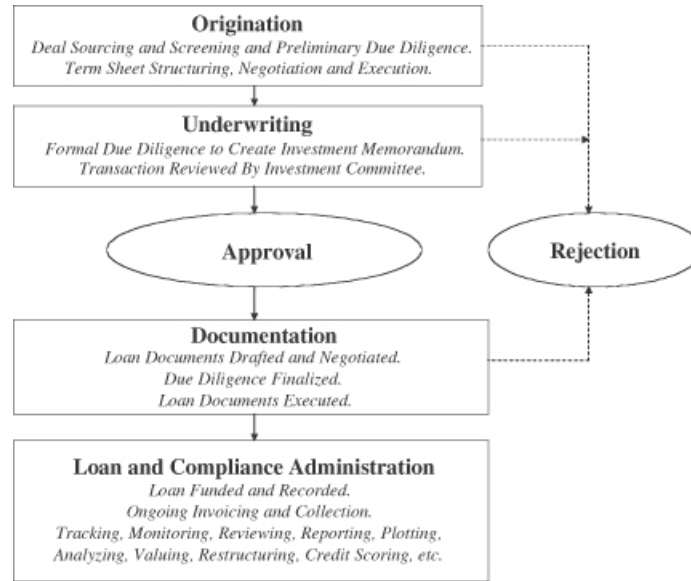 Origination
Deal Sourcing and Screening and Preliminary Due Diligence.
Term Sheet Structuring, Negotiation and Execution.
Underwriting
Formal Due Diligence to Create Investment Memorandum.
Transaction Reviewed By Investment Committee.
Approval
Rejection
Documentation
Loan Documents Drafted and Negotiated.
Due Diligence Finalized.
Loan Documents Executed.
Loan and Compliance Administration
Loan Funded and Recorded.
Ongoing Invoicing and Collection.
Tracking, Monitoring, Reviewing, Reporting, Plotting,
Analyzing, Valuing, Restructuring, Credit Scoring, etc.